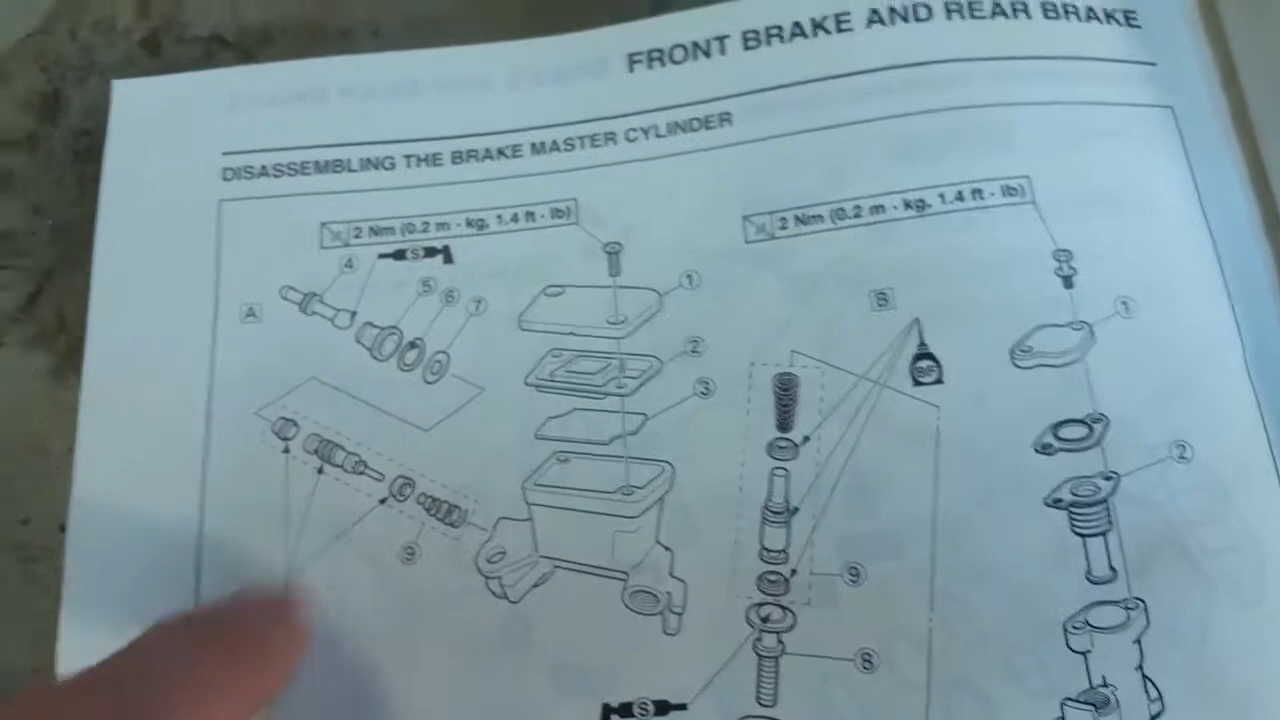 FRONT BRAKE AND REAR BRAKE
DISASSEMBLING THE BRAKE MASTER CYLINDER
2 Nm (0.2 m · kg, 1.4 ft · lb)
2 Nm (0.2 m · kg, 1.4 ft · lb)
S
4
5
6
7
A
1
2
3
9
B
BF
1
2
9
8
S